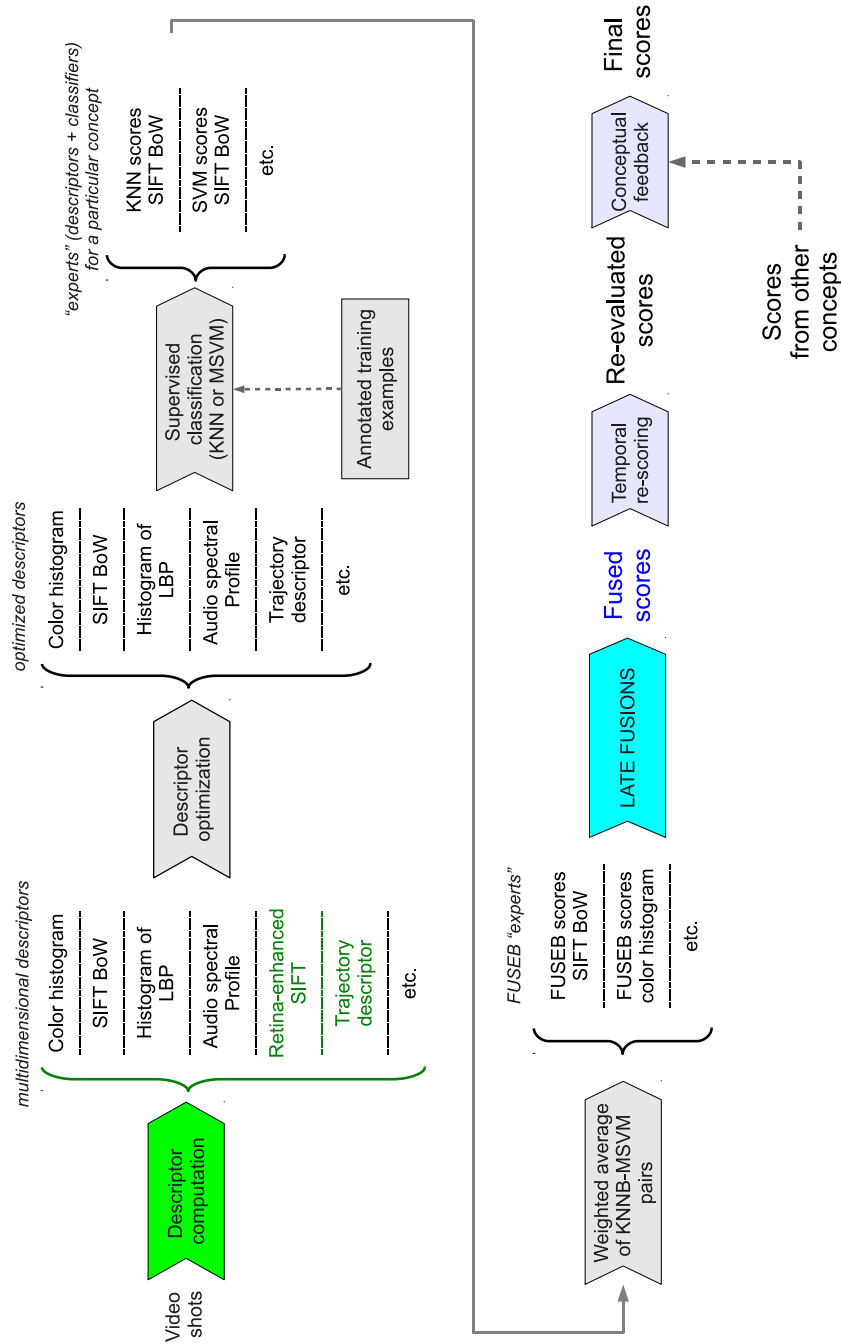 Video
shots
Descriptor
computation
multidimensional descriptors
Color histogram
SIFT BoW
Histogram of
LBP
Audio spectral
Profile
Retina-enhanced
SIFT
Trajectory
descriptor
etc.
Descriptor
optimization
optimized descriptors
Color histogram
SIFT BoW
Histogram of
LBP
Audio spectral
Profile
Trajectory
descriptor
etc.
Supervised
classification
(KNN or MSVM)
Annotated training
examples
“experts” (descriptors + classifiers)
for a particular concept
KNN scores
SIFT BoW
SVM scores
SIFT BoW
etc.
Weighted average
of KNNB-MSVM
pairs
FUSEB “experts”
FUSEB scores
SIFT BoW
FUSEB scores
color histogram
etc.
LATE FUSIONS
Fused
scores
Temporal
re-scoring
Re-evaluated
scores
Conceptual
feedback
Scores
from other
concepts
Final
scores